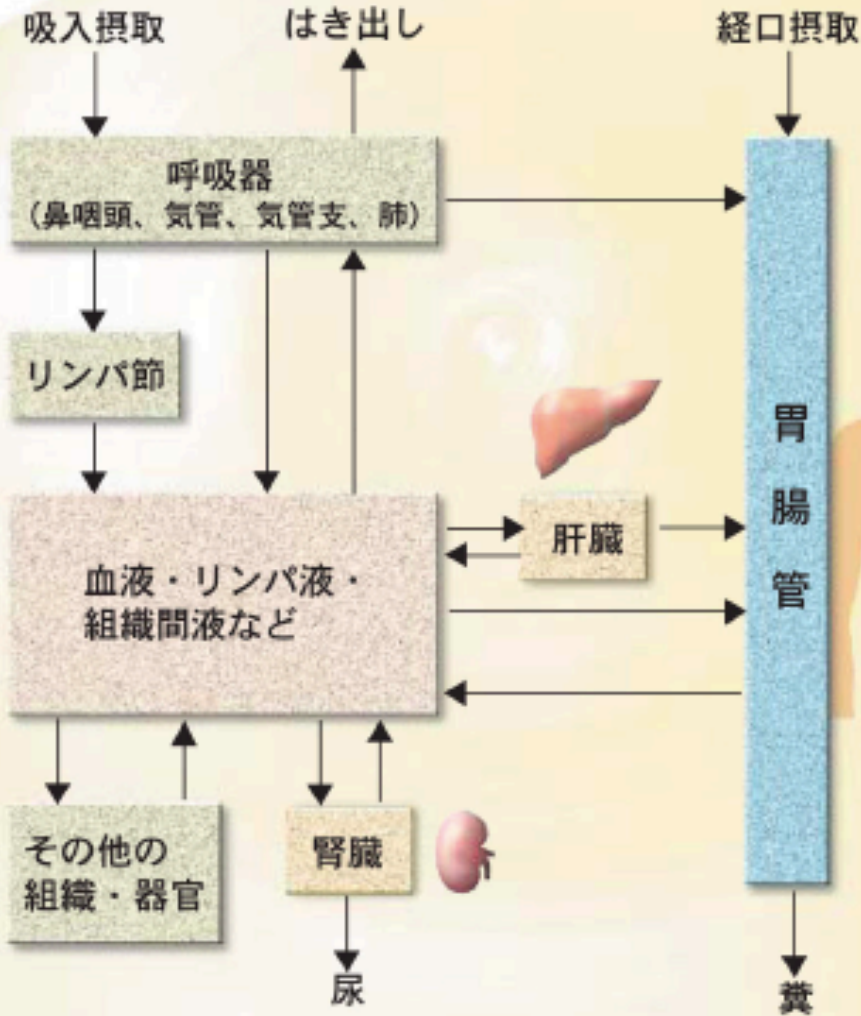 吸入摂取
はき出し
経口摂取
呼吸器
（鼻咽頭、気管、気管支、肺）
リンパ節
胃腸管
肝臓
血液・リンパ液・
組織間液など
その他の
組織・器官
腎臓
尿
糞